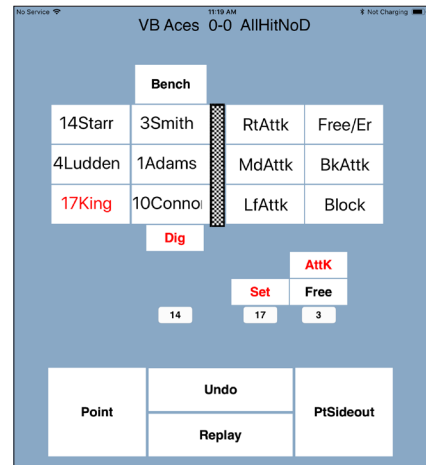 No Service 11:19 AM Not Charging
VB Aces 0-0 AllHitNoD
Bench
14Starr 3Smith RtAttk Free/Er
4Ludden 1Adams MdAttk BkAttk
17King 10Conno LfAttk Block
Dig
AttK
Set Free
14 17 3
Point Undo PtSideout
Replay